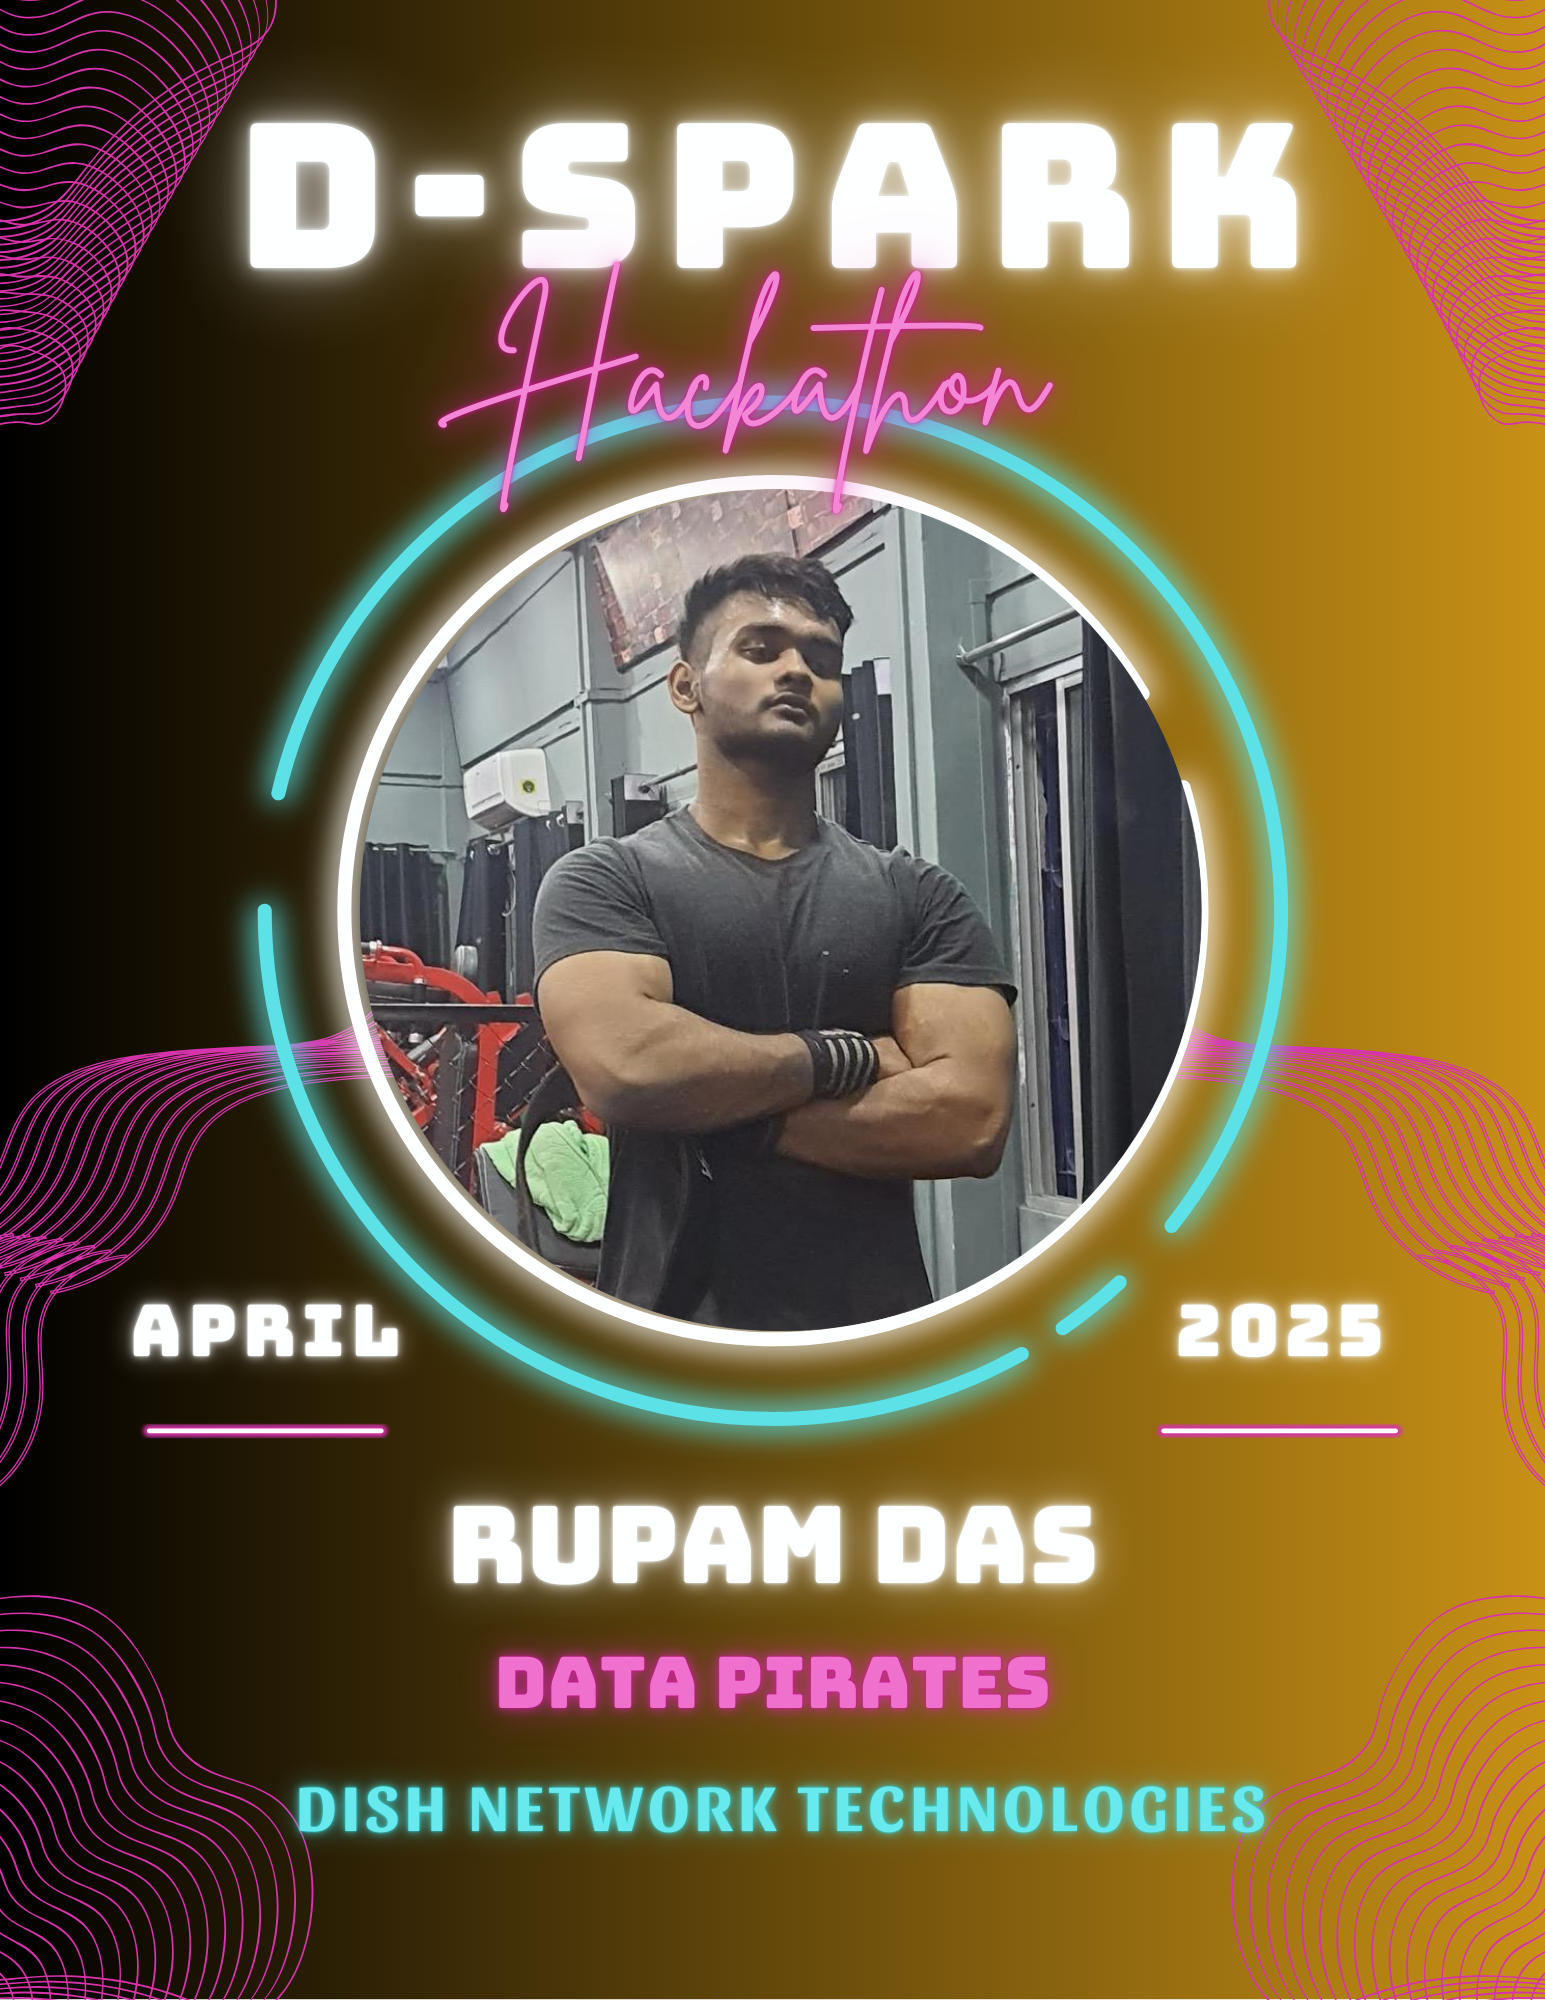 D-SPARK
Hackathon
APRIL
2025
RUPAM DAS
DATA PIRATES
DISH NETWORK TECHNOLOGIES